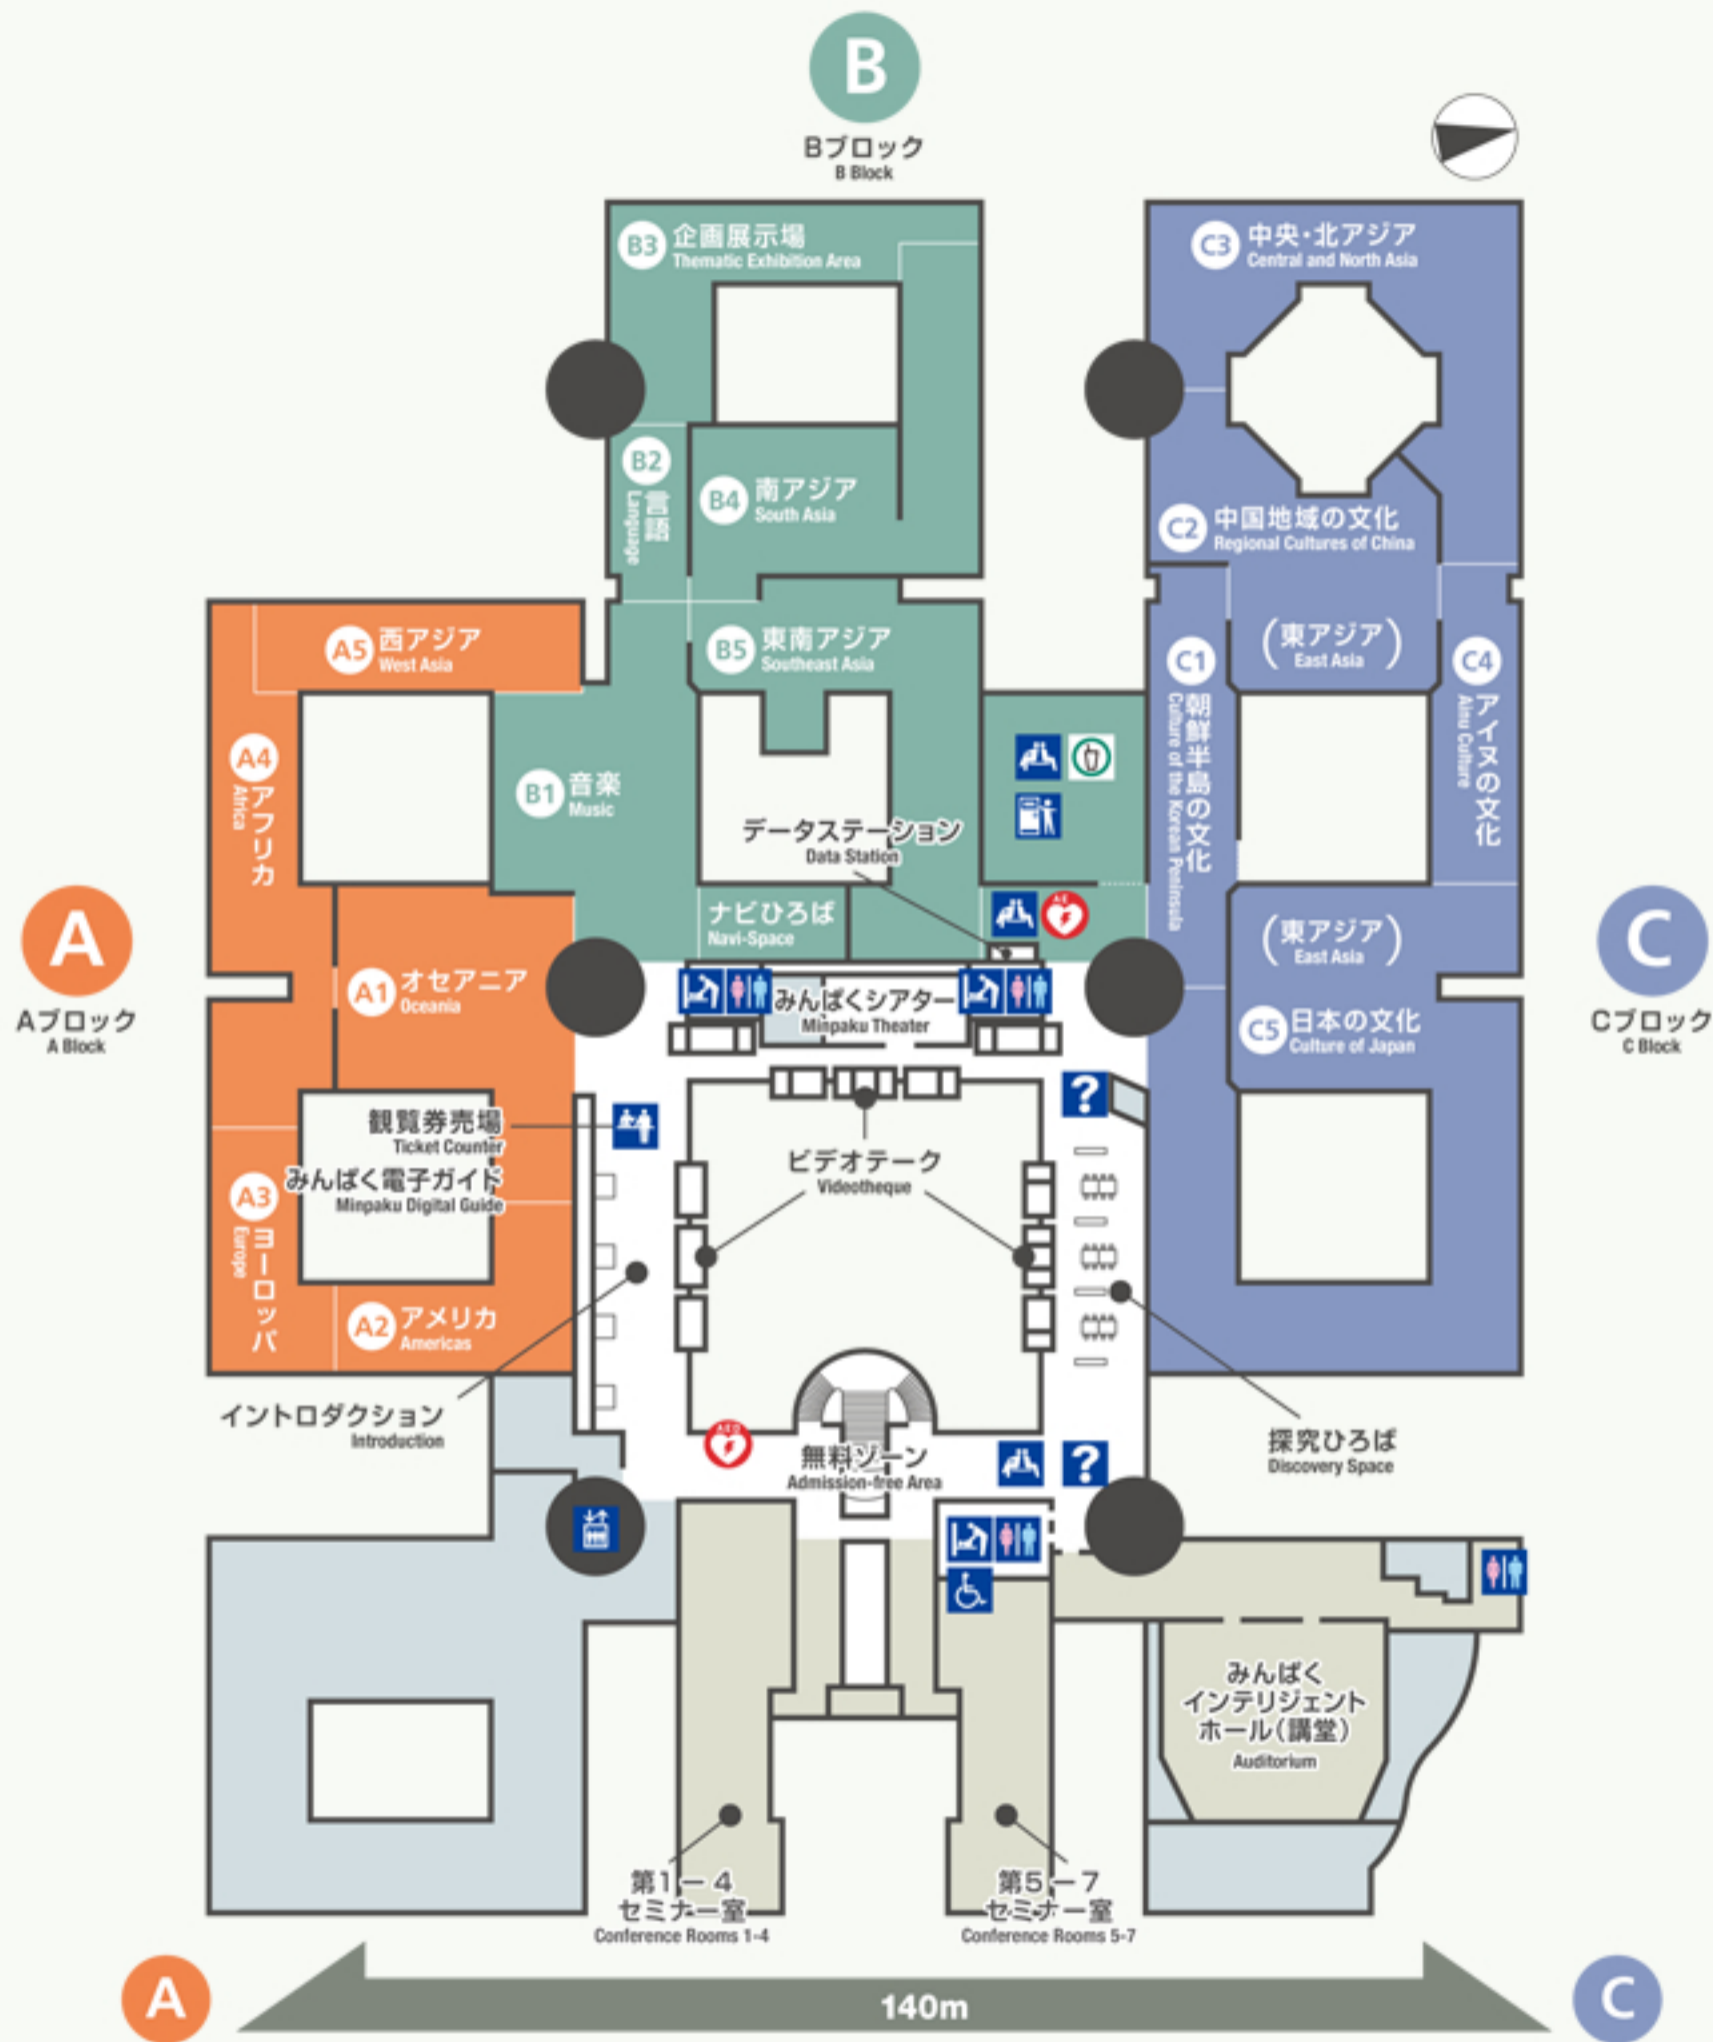 B
Bブロック
B Block
B3 企画展示場
Thematic Exhibition Area
C3 中央・北アジア
Central and North Asia
B2 言語
Language
B4 南アジア
South Asia
C2 中国地域の文化
Regional Cultures of China
A5 西アジア
West Asia
B5 東南アジア
Southeast Asia
C1 朝鮮半島の文化
Culture of the Korean Peninsula
(東アジア)
East Asia
C4 アイヌの文化
Ainu Culture
A4 アフリカ
Africa
B1 音楽
Music
データステーション
Data Station
A
Aブロック
A Block
A1 オセアニア
Oceania
ナビひろば
Navi-Space
(東アジア)
East Asia
C
Cブロック
C Block
みんぱくシアター
Minpaku Theater
C5 日本の文化
Culture of Japan
?
観覧券売場
Ticket Counter
みんぱく電子ガイド
Minpaku Digital Guide
ビデオテーク
Videotheque
A3 ヨーロッパ
Europe
A2 アメリカ
Americas
イントロダクション
Introduction
AED
無料ゾーン
Admission-free Area
?
探究ひろば
Discovery Space
みんぱく
インテリジェント
ホール(講堂)
Auditorium
第1-4
セミナー室
Conference Rooms 1-4
第5-7
セミナー室
Conference Rooms 5-7
A
140m
C